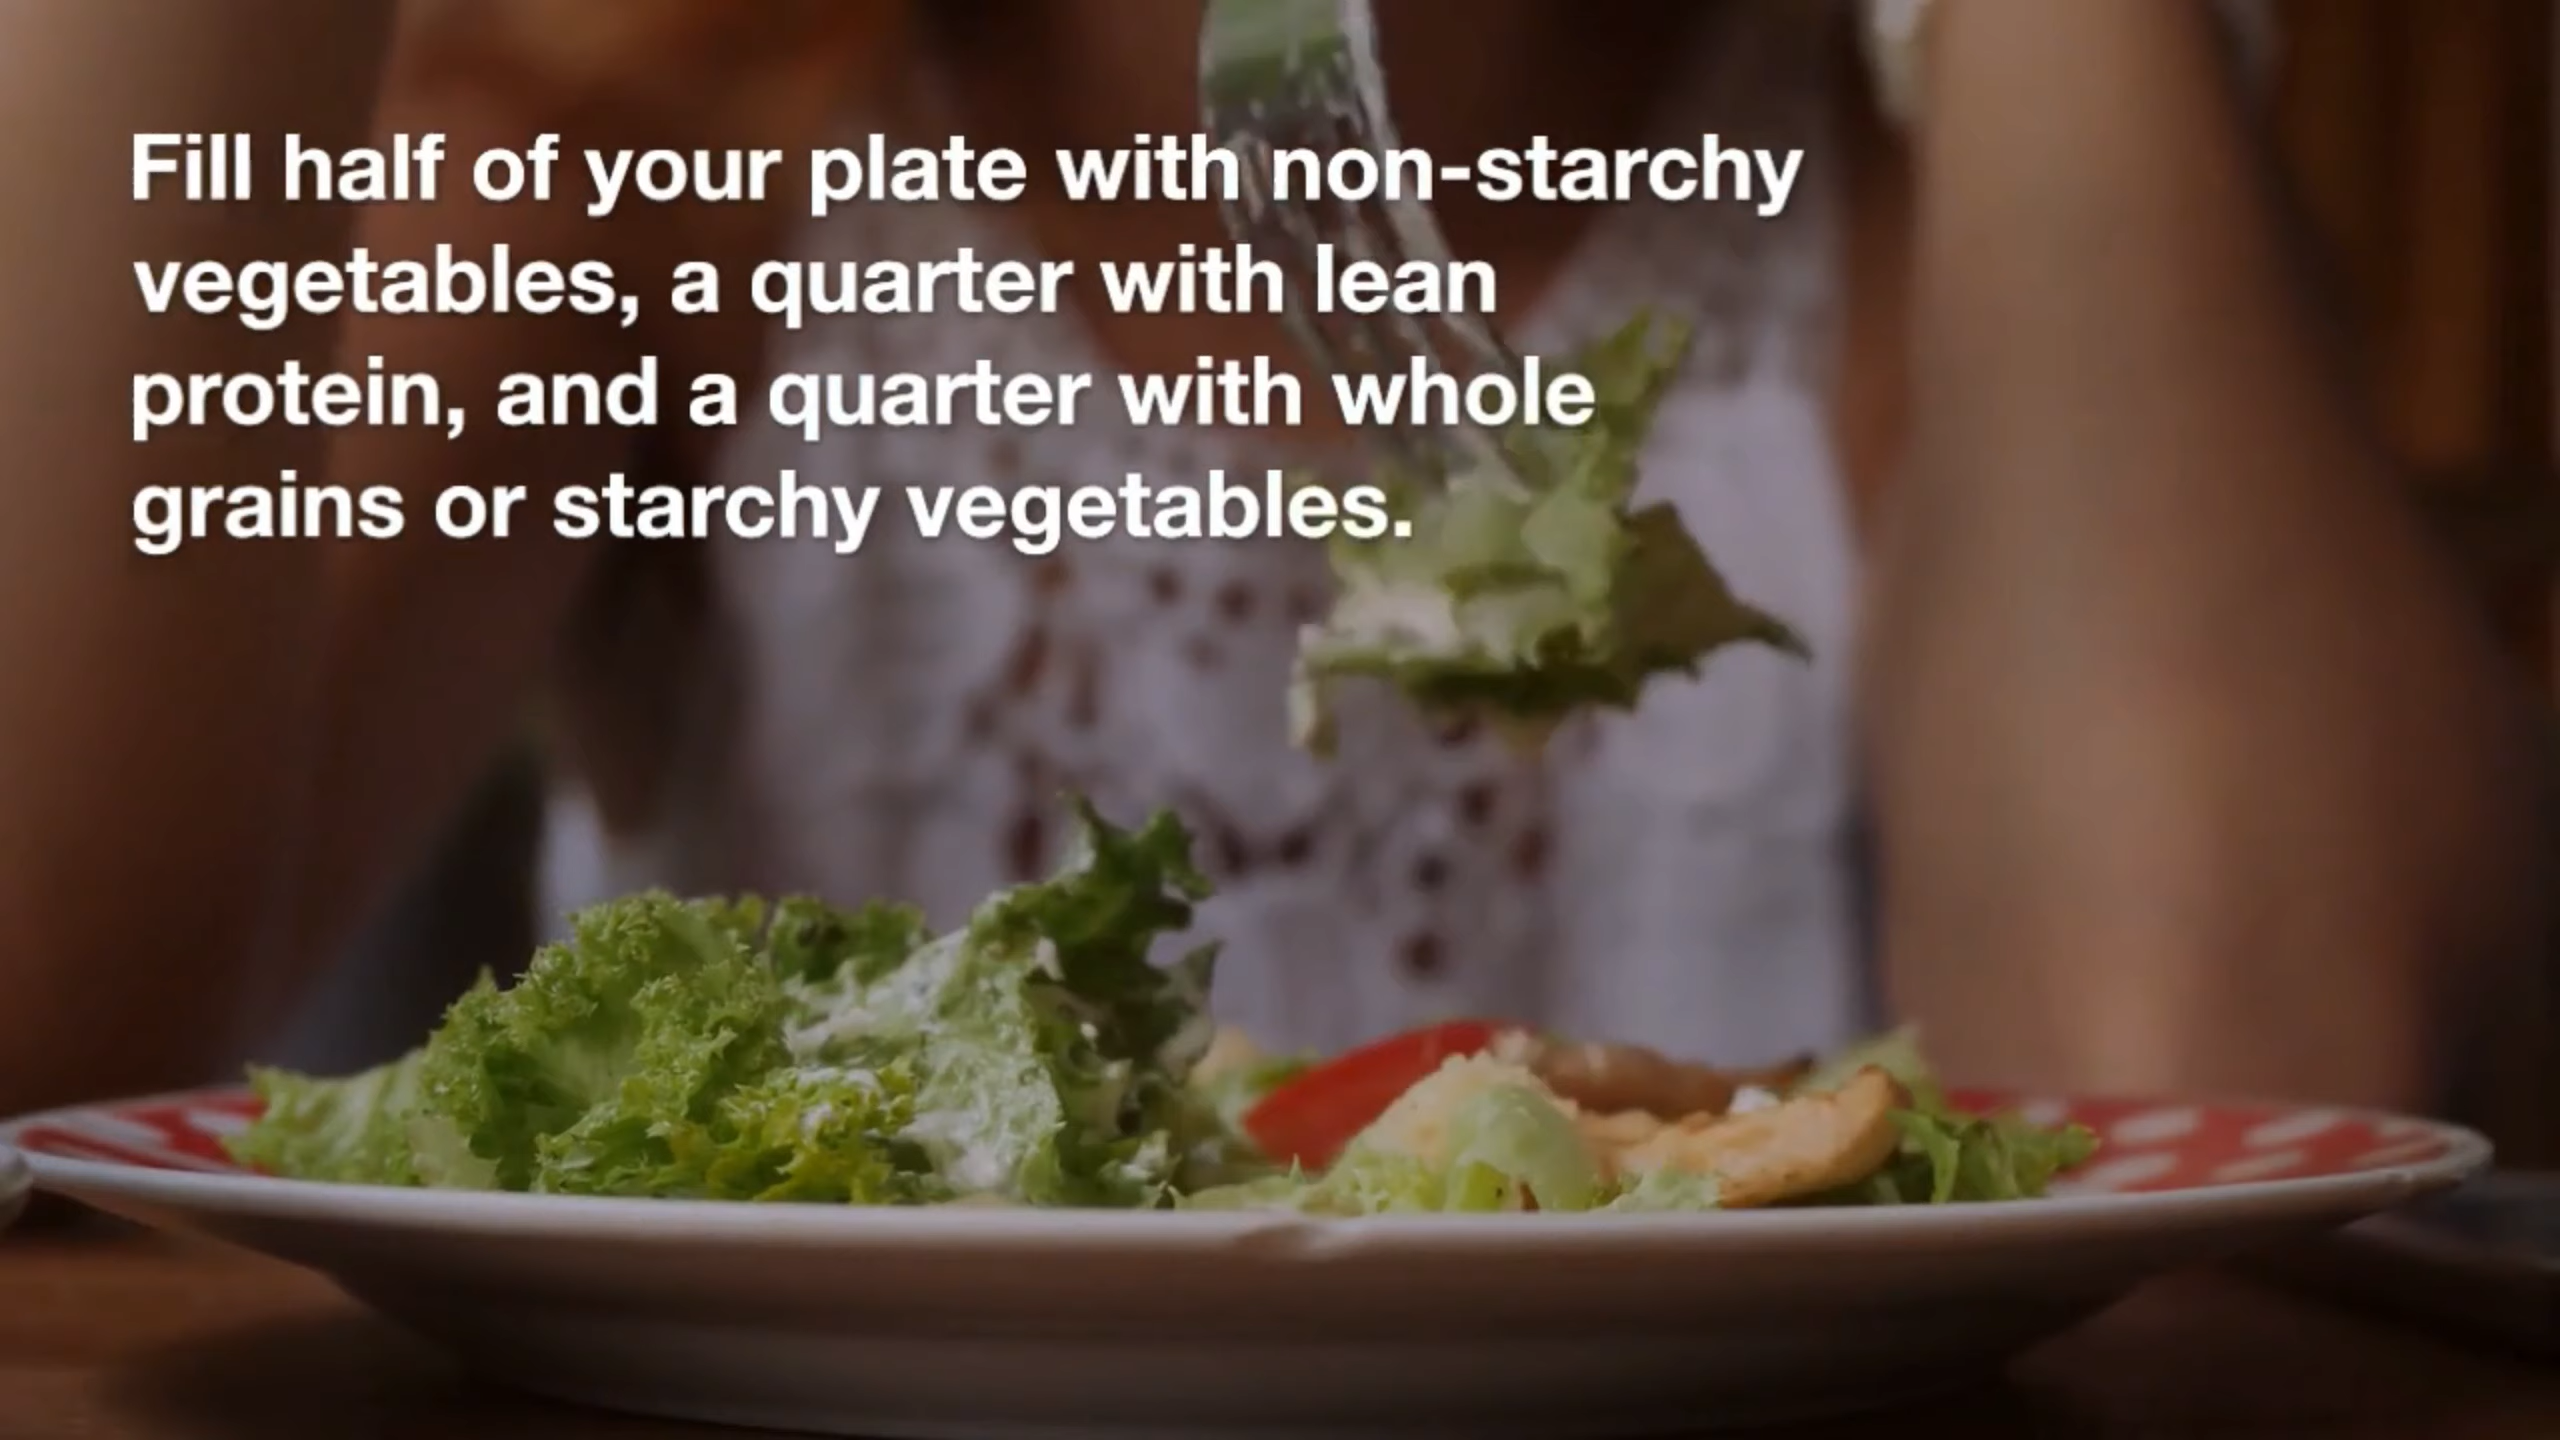 Fill half of your plate with non-starchy
vegetables, a quarter with lean
protein, and a quarter with whole
grains or starchy vegetables.